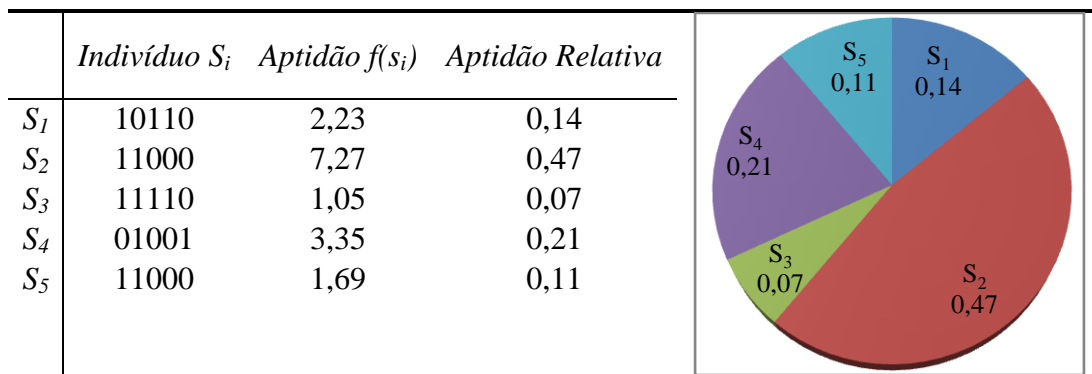 Indivíduo Si Aptidão f(si) Aptidão Relativa
S1 10110 2,23 0,14
S2 11000 7,27 0,47
S3 11110 1,05 0,07
S4 01001 3,35 0,21
S5 11000 1,69 0,11
S5
0,11
S1
0,14
S4
0,21
S3
0,07
S2
0,47